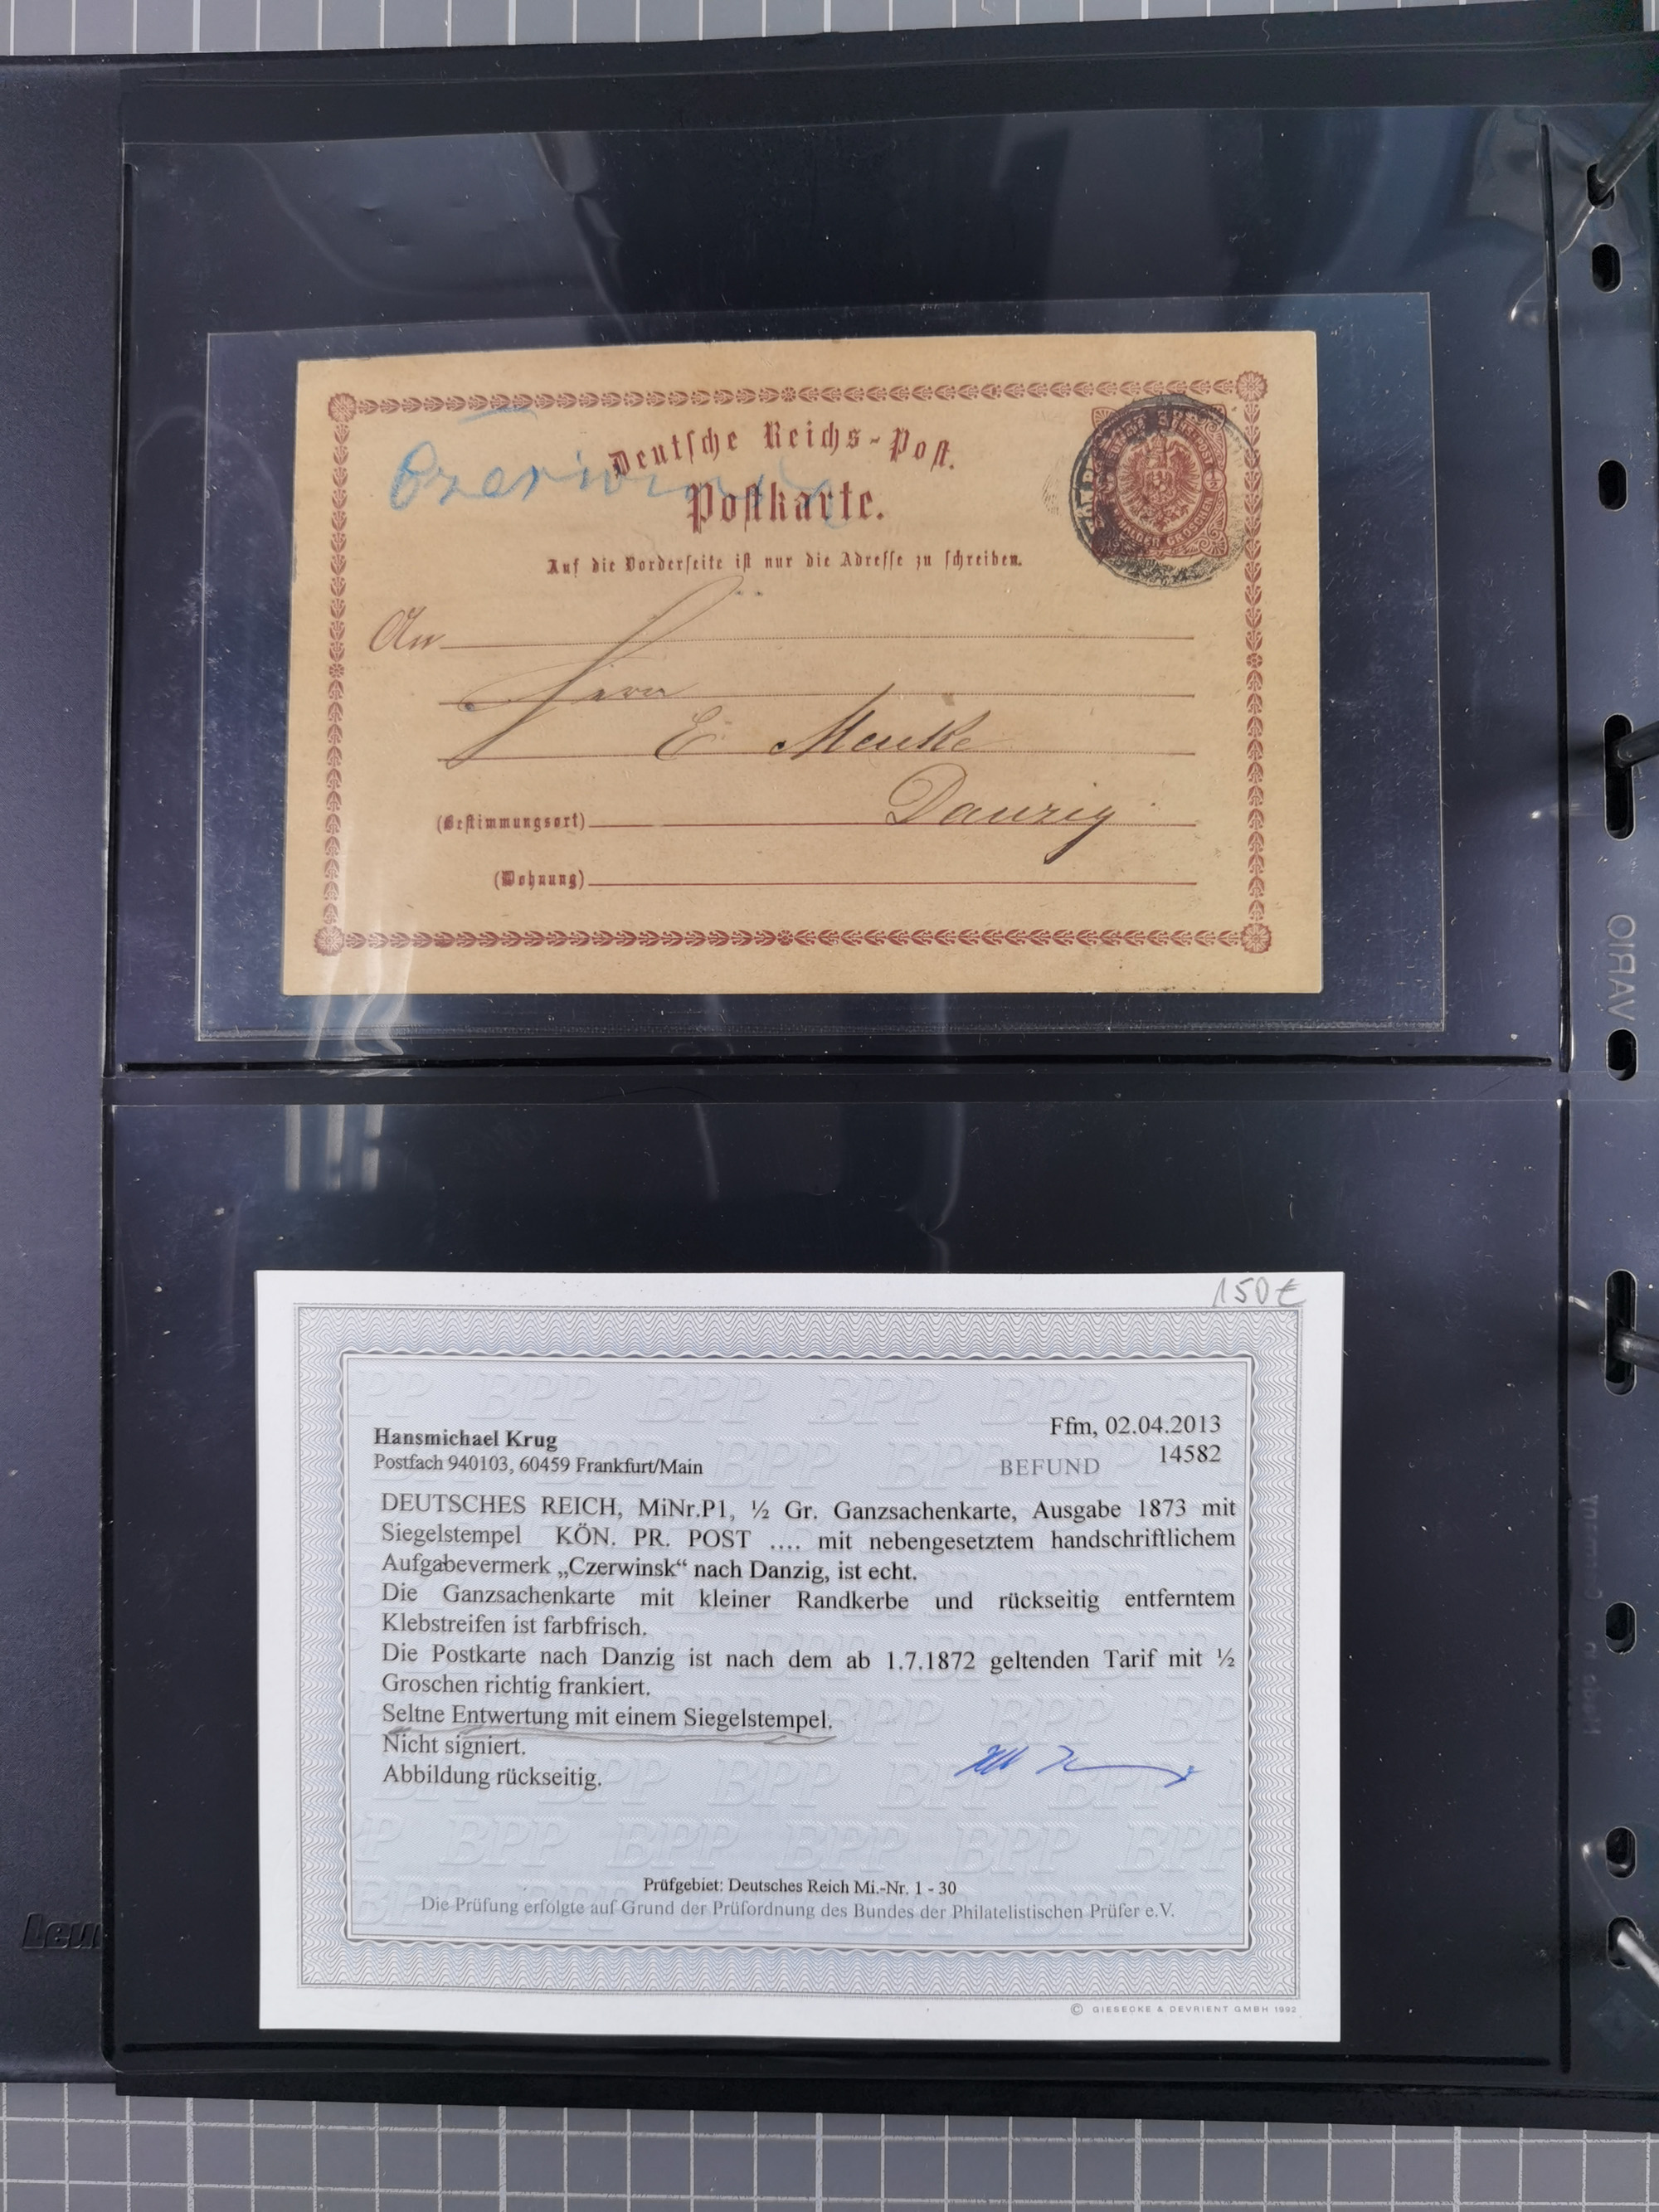 Deutsche Reichs-Post.
Czerwinsk
Postkarte.
Auf die Vorderseite ist nur die Adresse zu schreiben.
An
Herrn
E Menke
(Bestimmungsort) Danzig
(Wohnung)
VARIO
150 €
Hansmichael Krug
Postfach 940103, 60459 Frankfurt/Main
Ffm, 02.04.2013
BEFUND 14582
DEUTSCHES REICH, MiNr.P1, ½ Gr. Ganzsachenkarte, Ausgabe 1873 mit
Siegelstempel KÖN. PR. POST .... mit nebengesetztem handschriftlichem
Aufgabevermerk „Czerwinsk“ nach Danzig, ist echt.
Die Ganzsachenkarte mit kleiner Randkerbe und rückseitig entferntem
Klebstreifen ist farbfrisch.
Die Postkarte nach Danzig ist nach dem ab 1.7.1872 geltenden Tarif mit ½
Groschen richtig frankiert.
Seltne Entwertung mit einem Siegelstempel.
Nicht signiert.
Abbildung rückseitig.
Prüfgebiet: Deutsches Reich Mi.-Nr. 1 - 30
Die Prüfung erfolgte auf Grund der Prüfordnung des Bundes der Philatelistischen Prüfer e.V.
© GIESECKE & DEVRIENT GMBH 1992